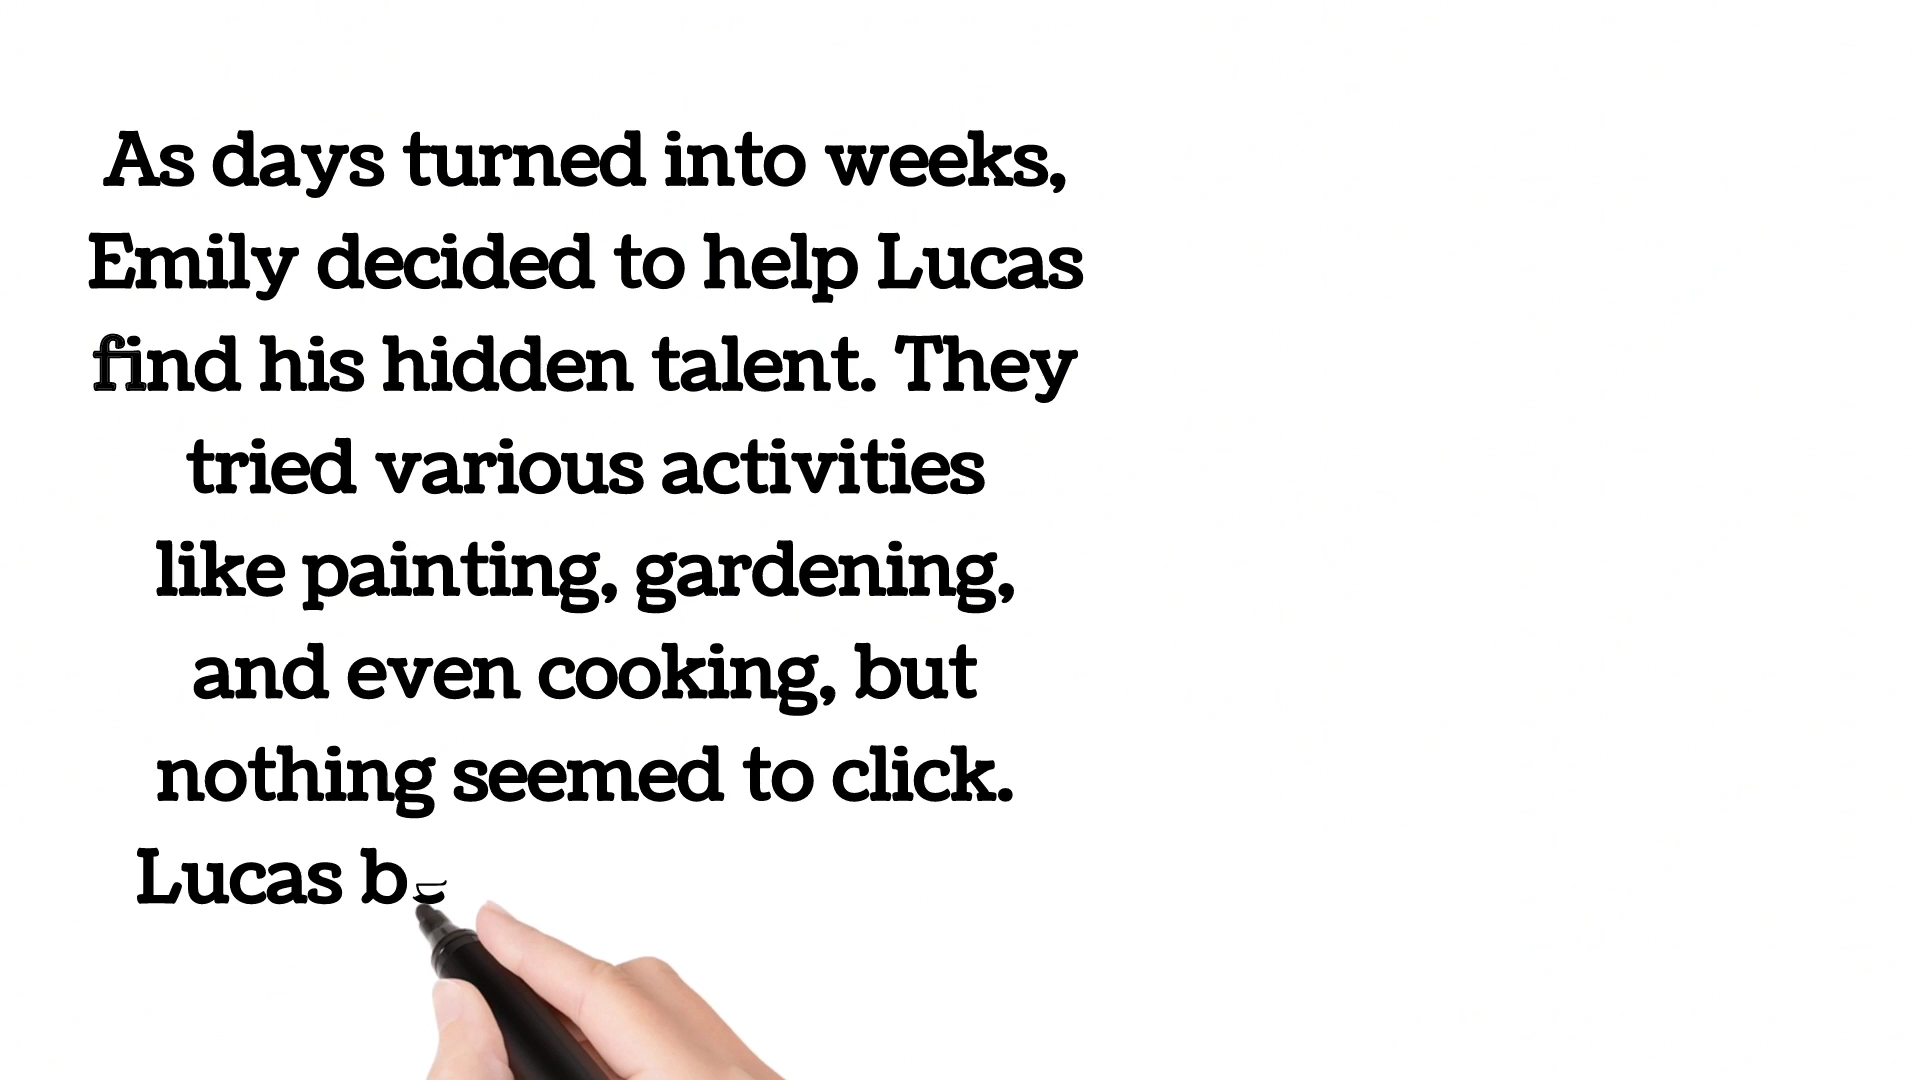 As days turned into weeks,
Emily decided to help Lucas
find his hidden talent. They
tried various activities
like painting, gardening,
and even cooking, but
nothing seemed to click.
Lucas b